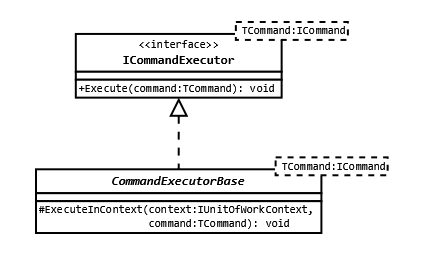 TCommand:ICommand
<<interface>>
ICommandExecutor
+Execute(command:TCommand): void
TCommand:ICommand
CommandExecutorBase
#ExecuteInContext(context:IUnitOfWorkContext,
command:TCommand): void